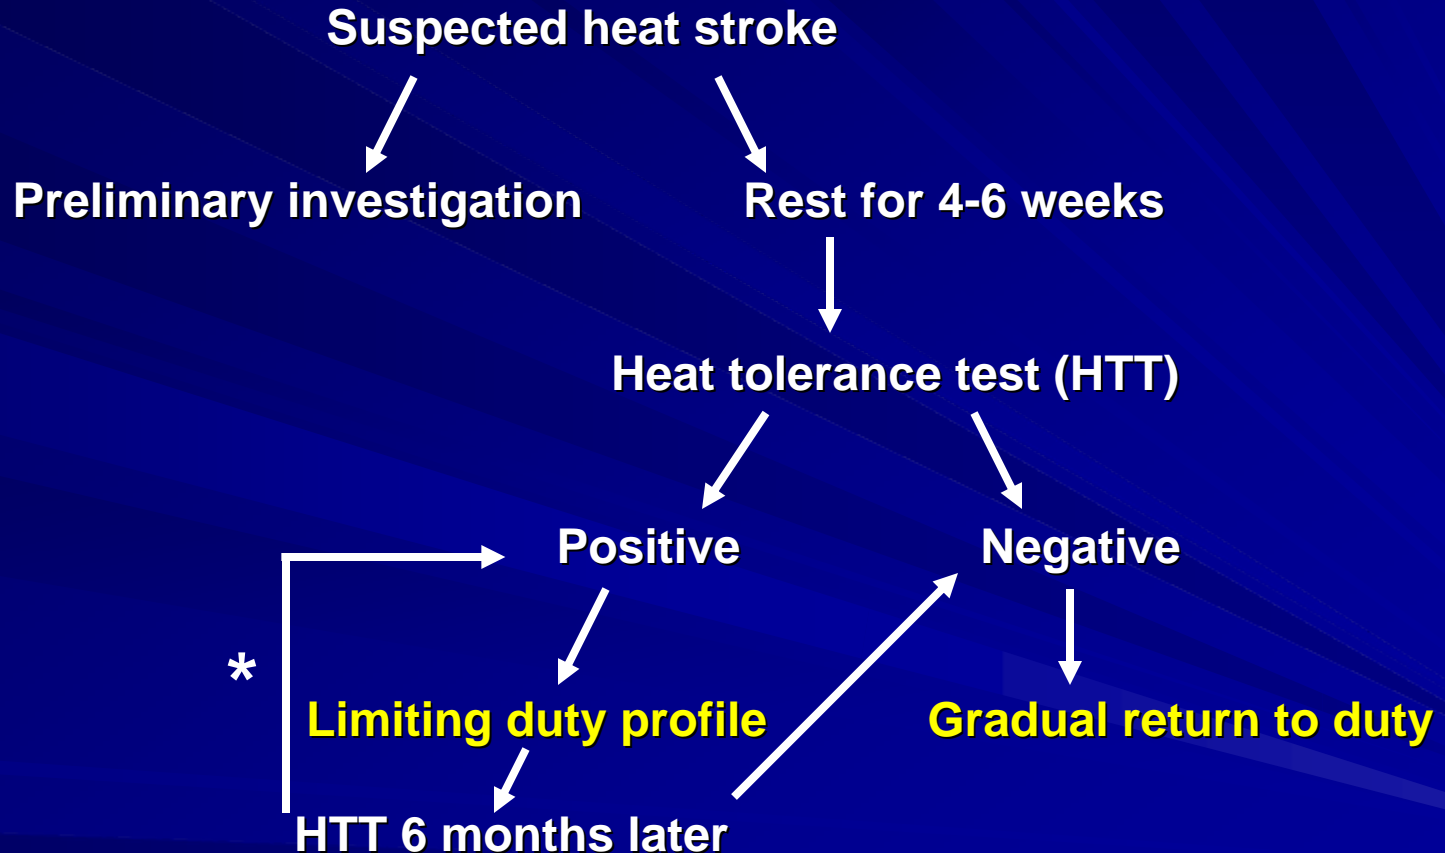 Suspected heat stroke
Preliminary investigation
Rest for 4-6 weeks
Heat tolerance test (HTT)
Positive
Negative
*
Limiting duty profile
Gradual return to duty
HTT 6 months later